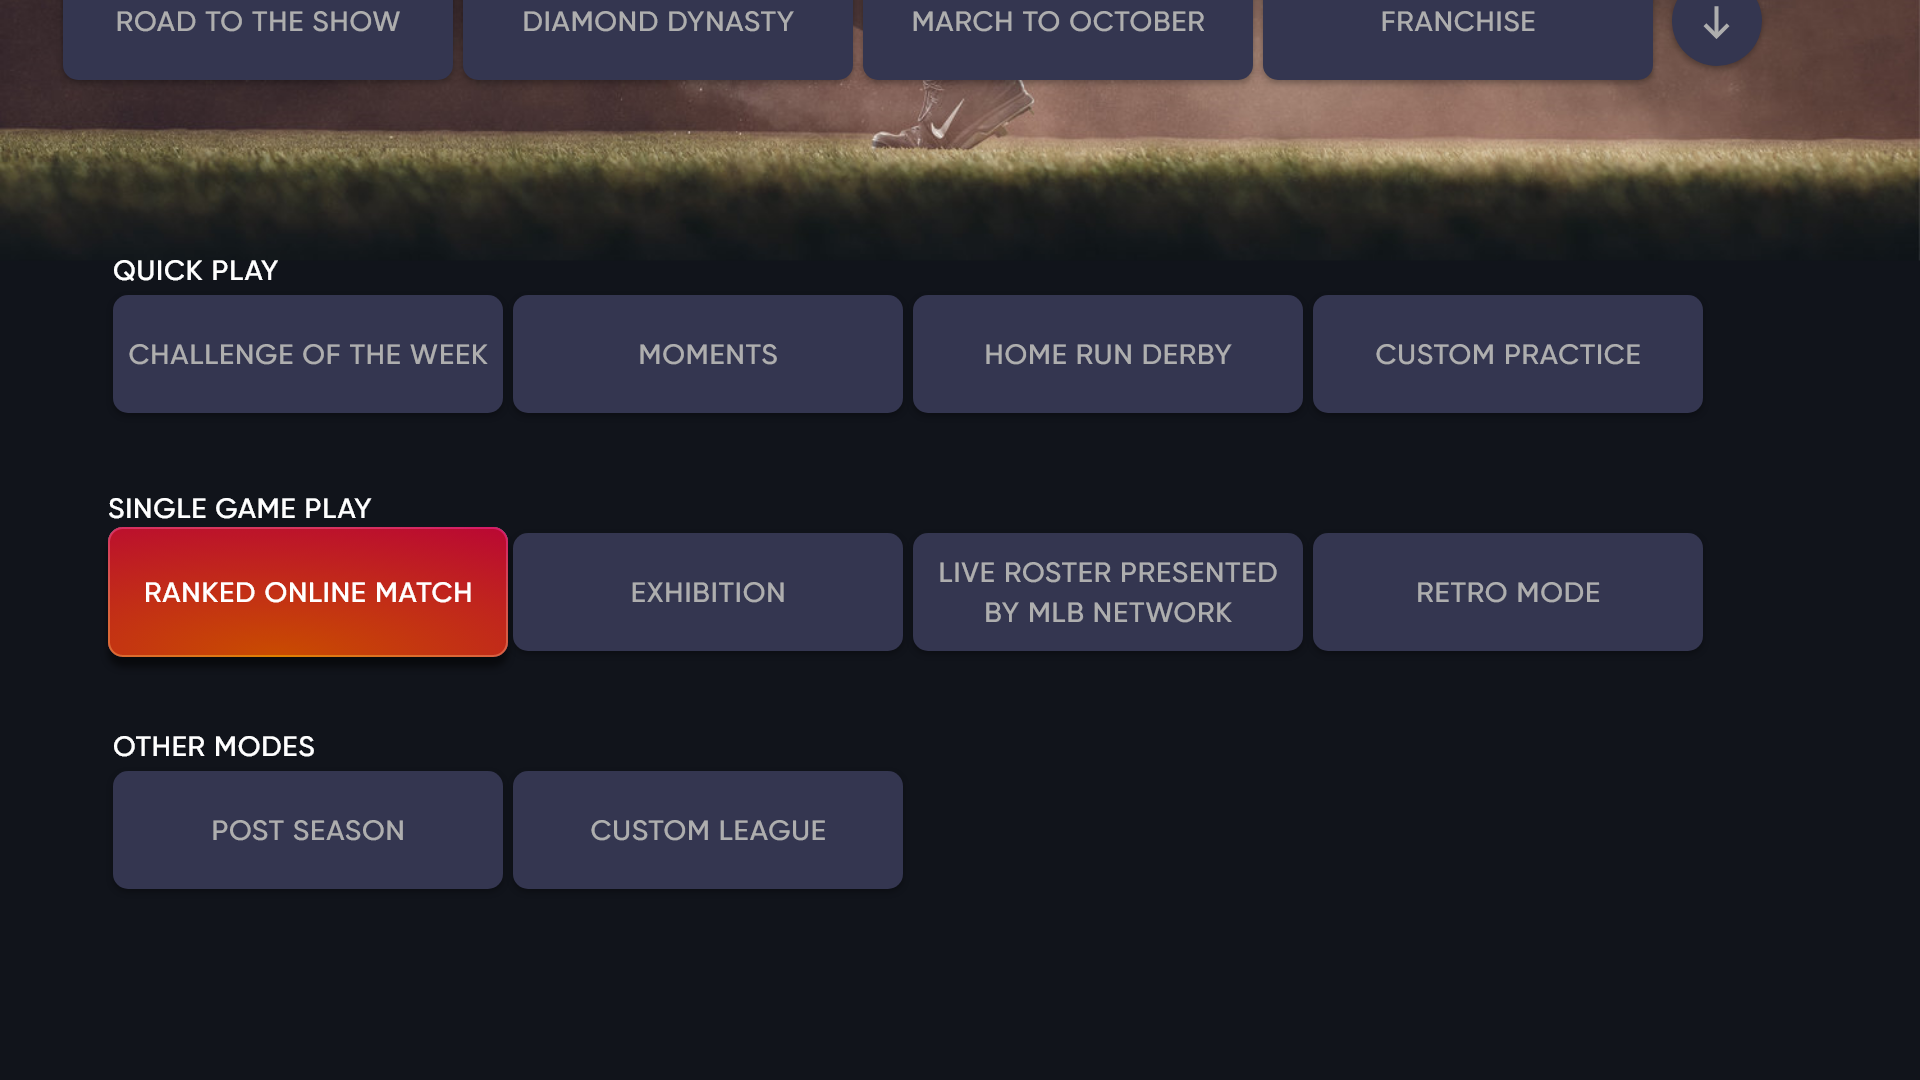 ROAD TO THE SHOW
DIAMOND DYNASTY
MARCH TO OCTOBER
FRANCHISE
QUICK PLAY
CHALLENGE OF THE WEEK
MOMENTS
HOME RUN DERBY
CUSTOM PRACTICE
SINGLE GAME PLAY
RANKED ONLINE MATCH
EXHIBITION
LIVE ROSTER PRESENTED
BY MLB NETWORK
RETRO MODE
OTHER MODES
POST SEASON
CUSTOM LEAGUE